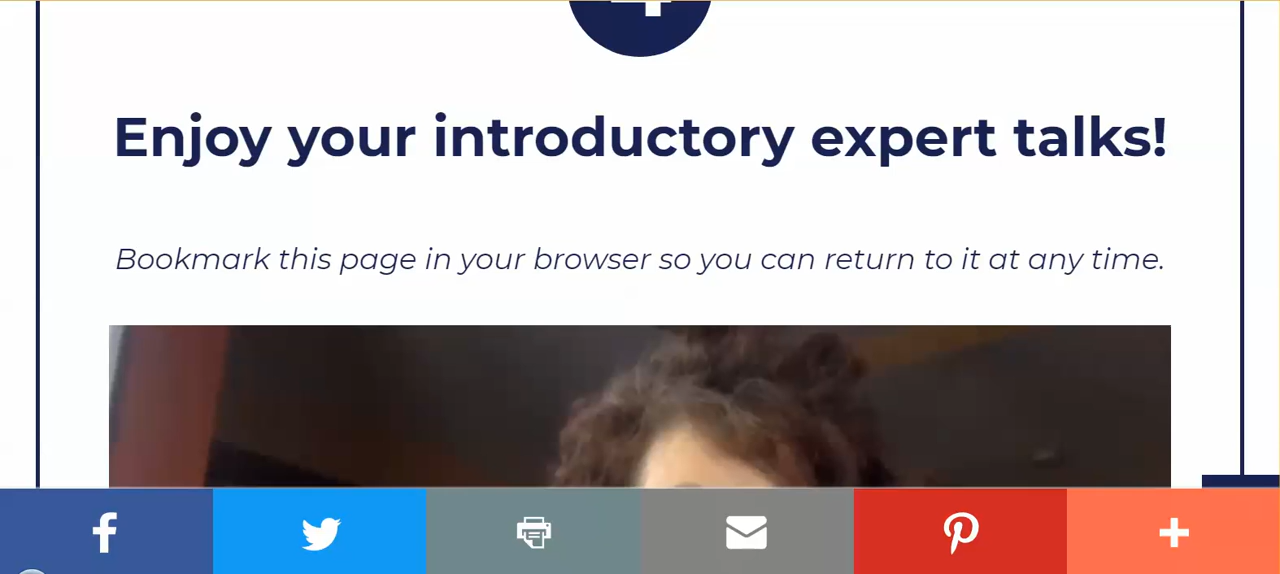 Enjoy your introductory expert talks!
Bookmark this page in your browser so you can return to it at any time.